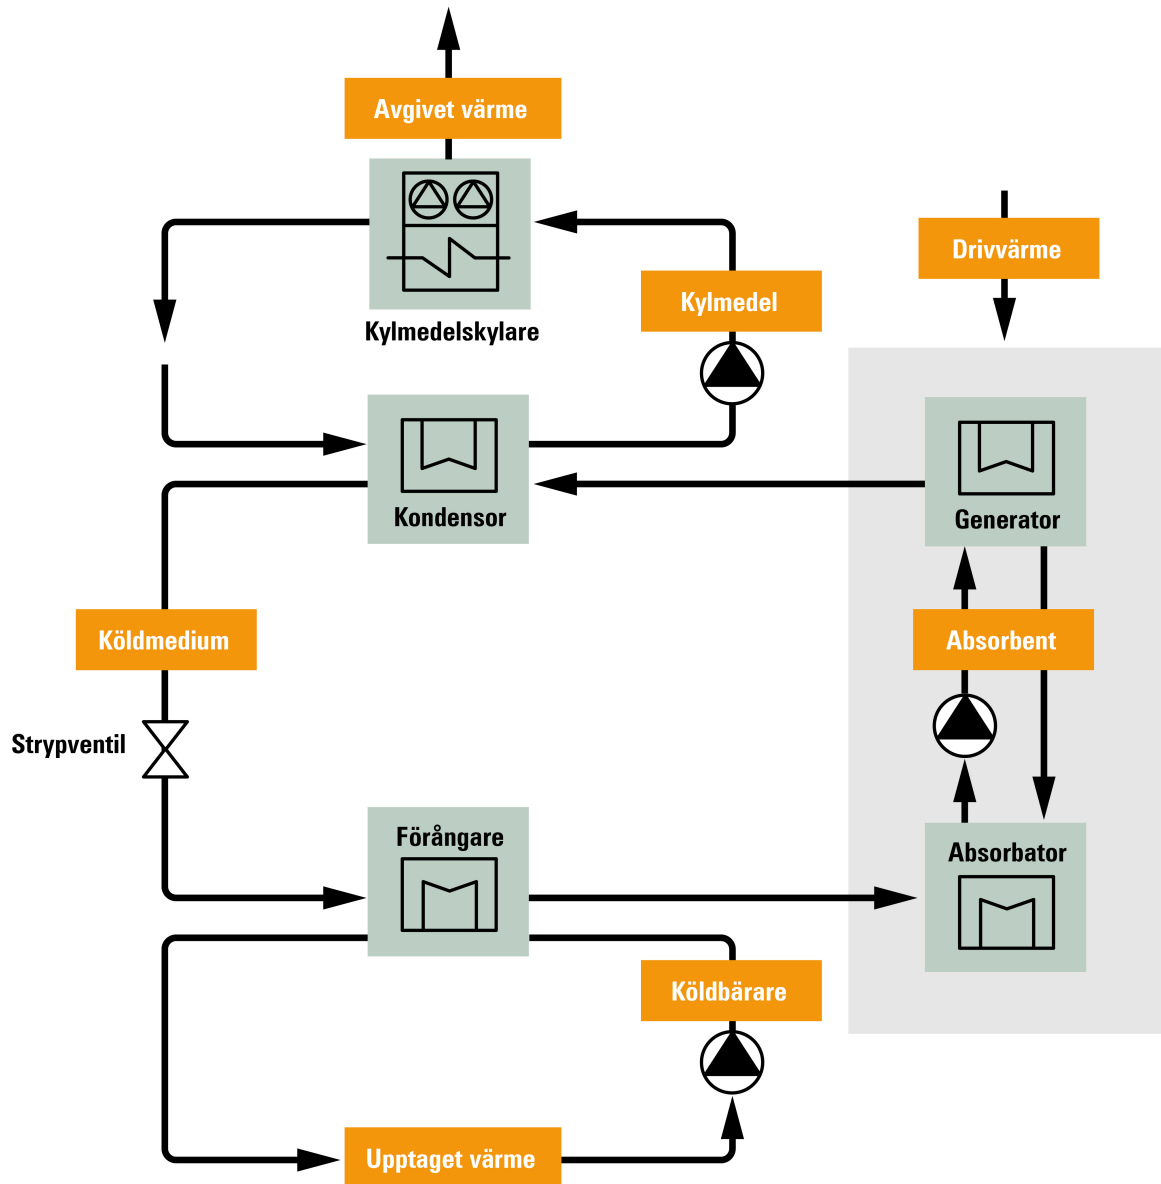 Avgivet värme
Drivvärme
Kylmedel
Kylmedelskylare
Kondensor
Generator
Köldmedium
Absorbent
Strypventil
Förångare
Absorbator
Köldbärare
Upptaget värme